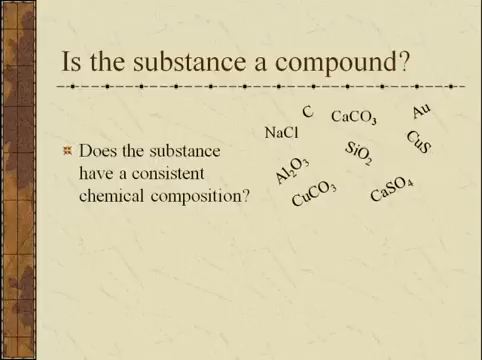 Is the substance a compound?
Does the substance
have a consistent
chemical composition?
C
CaCO₃
Au
NaCl
CuS
SiO₂
Al₂O₃
CuCO₃
CaSO₄